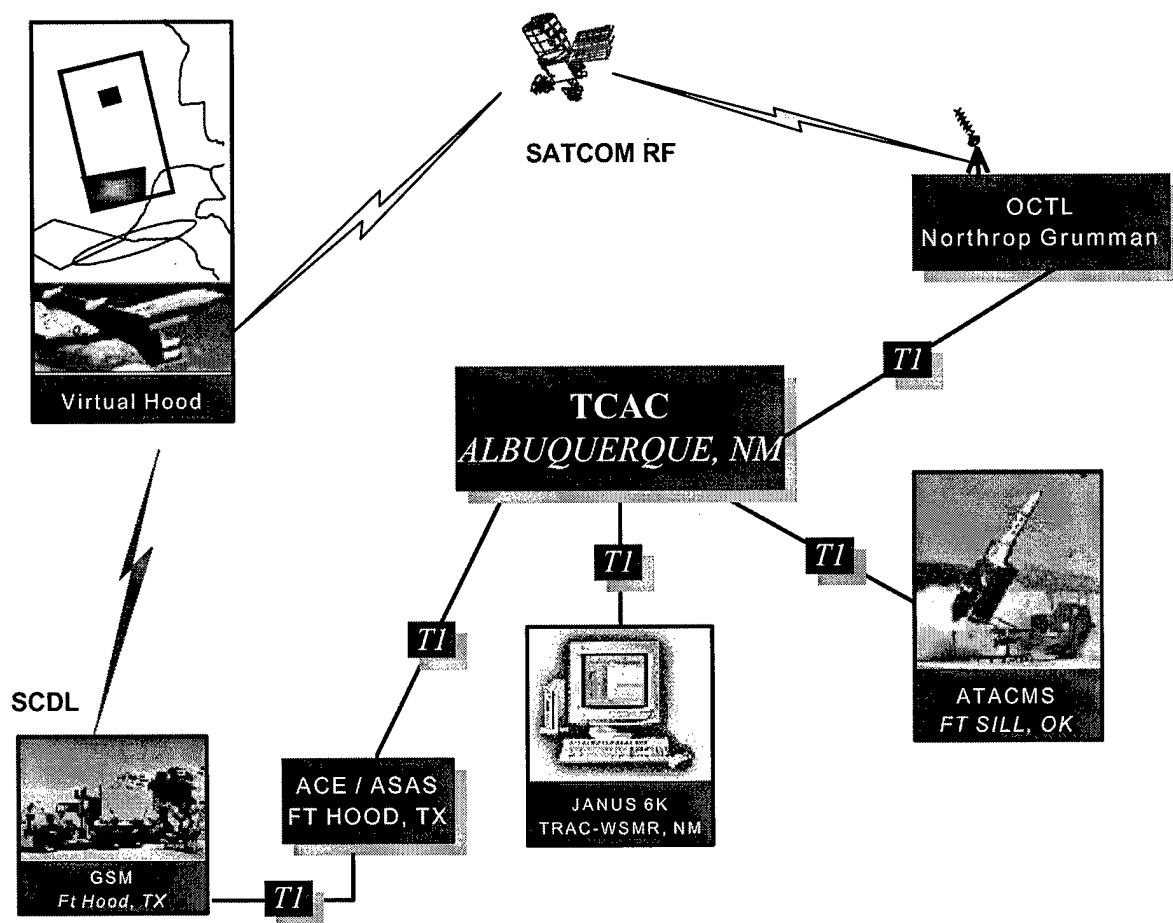 SATCOM RF
OCTL
Northrop Grumman
Virtual Hood
T1
TCAC
ALBUQUERQUE, NM
T1
T1
T1
SCDL
ATACMS
FT SILL, OK
ACE / ASAS
FT HOOD, TX
JANUS 6K
TRAC-WSMR, NM
GSM
Ft Hood, TX
T1